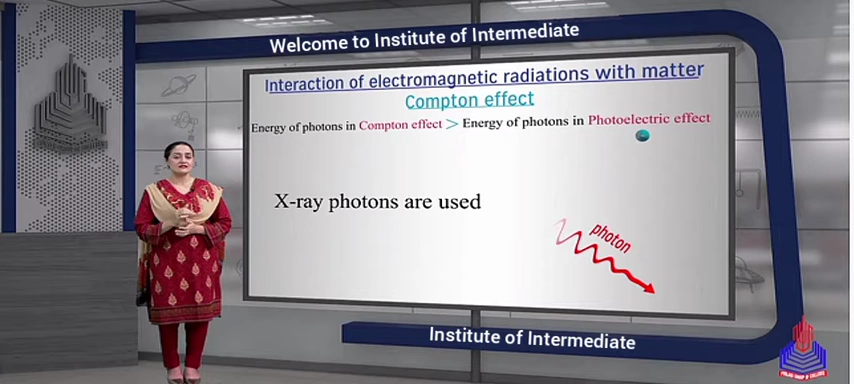 Welcome to Institute of Intermediate
Interaction of electromagnetic radiations with matter
Compton effect
Energy of photons in Compton effect > Energy of photons in Photoelectric effect
X-ray photons are used
photon
Institute of Intermediate